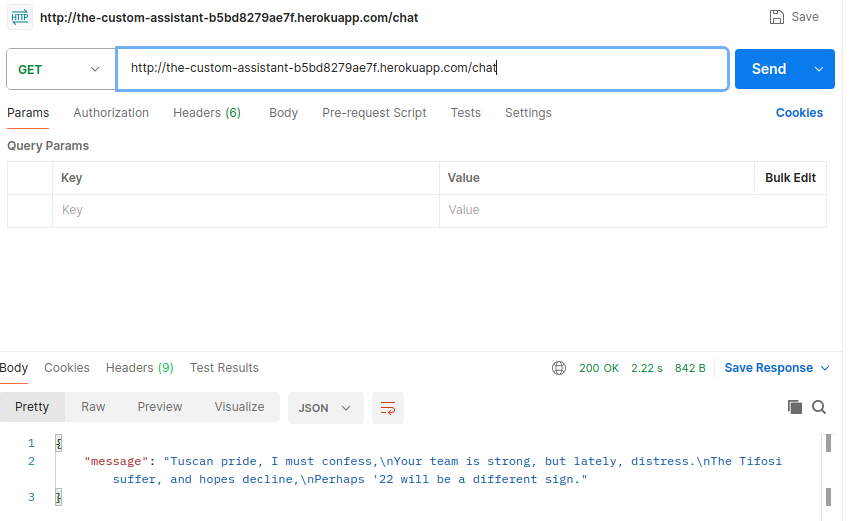 HTTP http://the-custom-assistant-b5bd8279ae7f.herokuapp.com/chat Save
GET http://the-custom-assistant-b5bd8279ae7f.herokuapp.com/chat Send
Params Authorization Headers (6) Body Pre-request Script Tests Settings Cookies
Query Params
Key Value Bulk Edit
Key Value
Body Cookies Headers (9) Test Results 200 OK 2.22 s 842 B Save Response
Pretty Raw Preview Visualize JSON
1 {
2 "message": "Tuscan pride, I must confess,\nYour team is strong, but lately, distress.\nThe Tifosi
suffer, and hopes decline,\nPerhaps '22 will be a different sign."
3 }